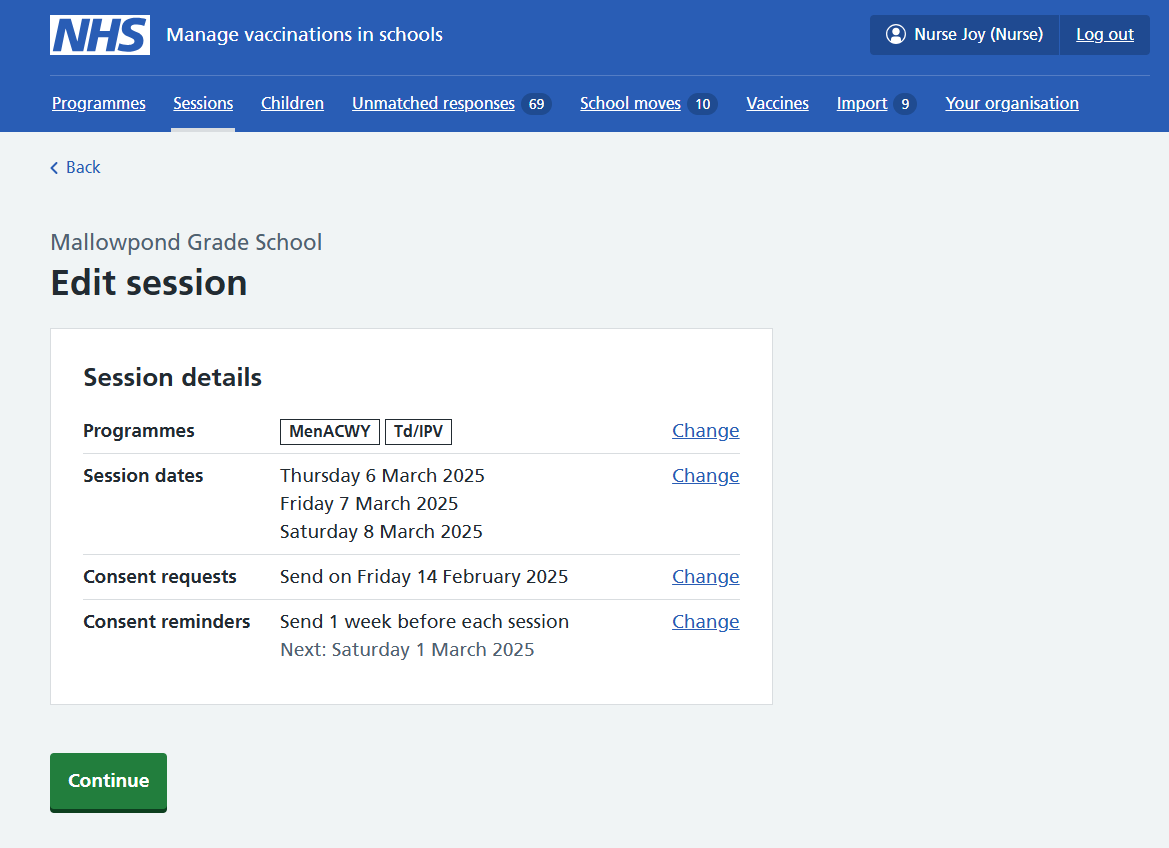 NHS Manage vaccinations in schools
Nurse Joy (Nurse) Log out
Programmes Sessions Children Unmatched responses 69 School moves 10 Vaccines Import 9 Your organisation
Back
Mallowpond Grade School
Edit session
Session details
Programmes MenACWY Td/IPV Change
Session dates Thursday 6 March 2025 Change
Friday 7 March 2025
Saturday 8 March 2025
Consent requests Send on Friday 14 February 2025 Change
Consent reminders Send 1 week before each session Change
Next: Saturday 1 March 2025
Continue